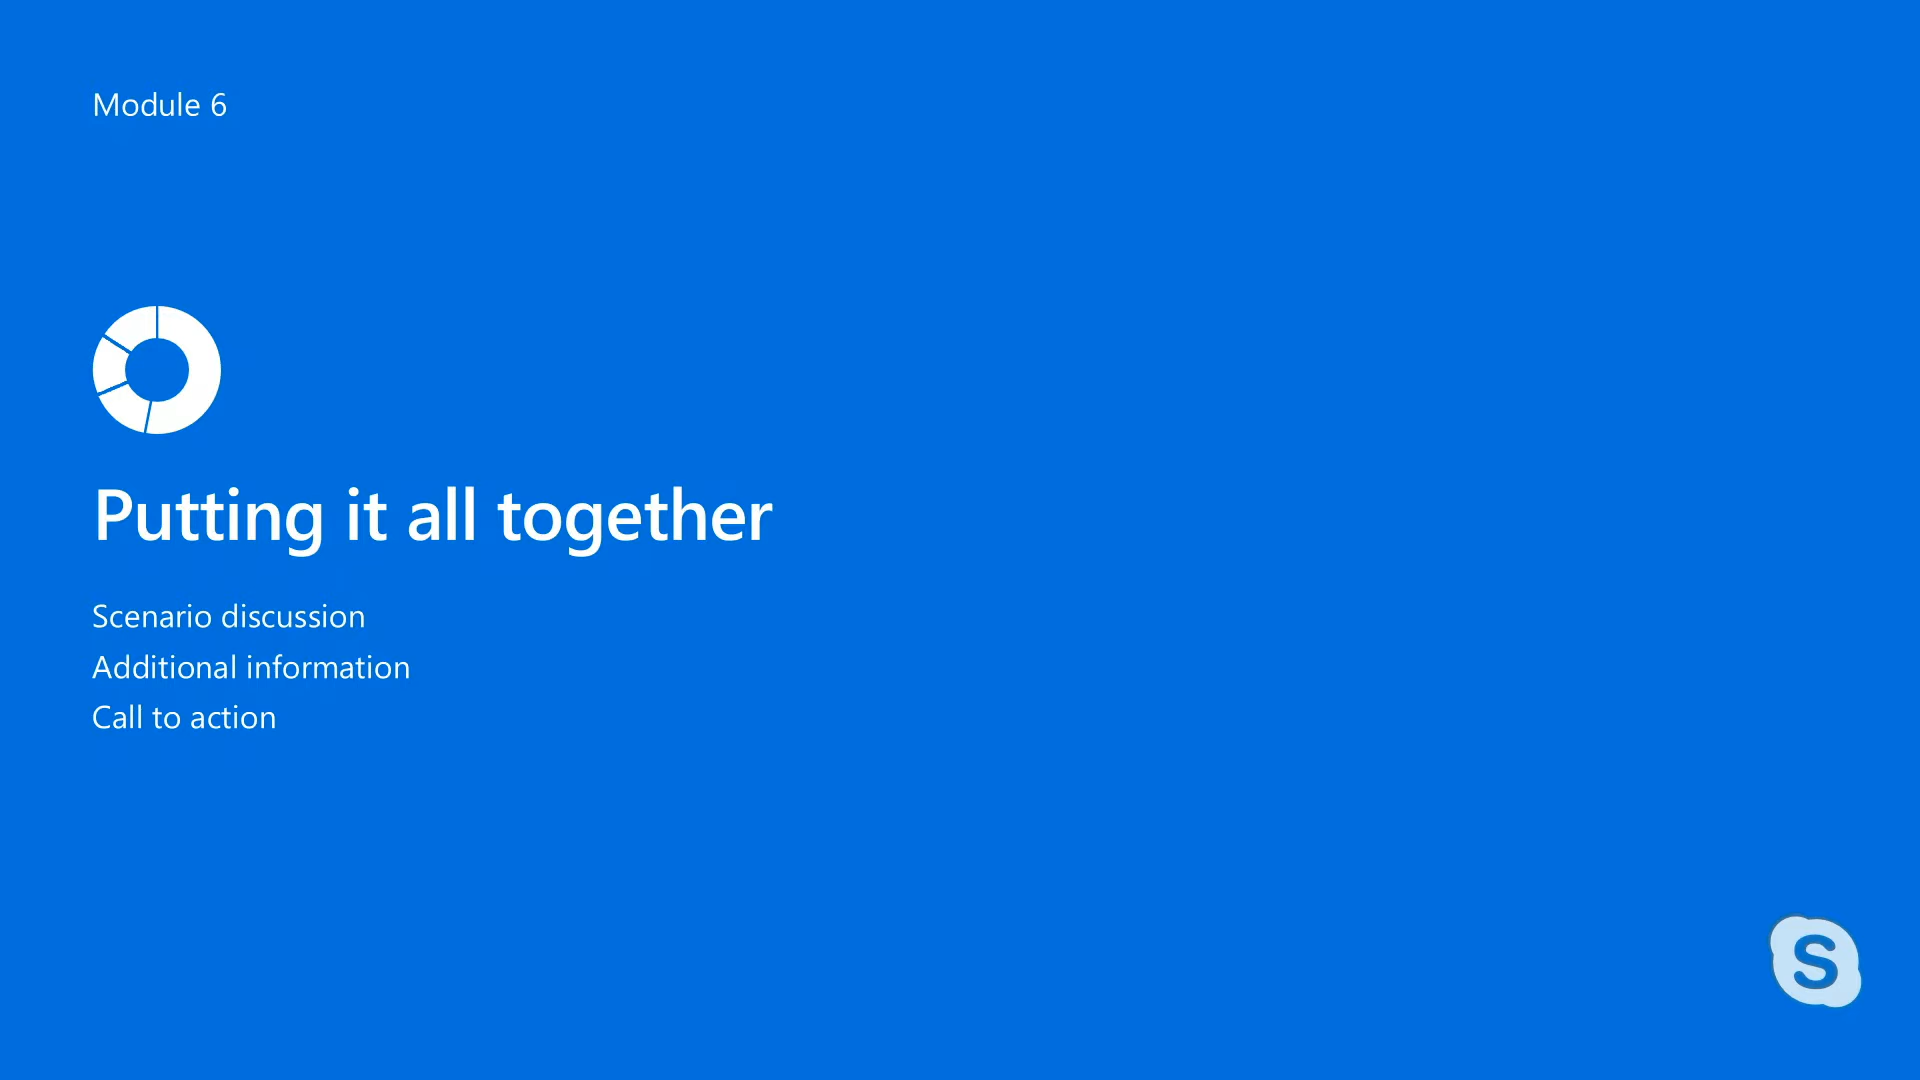 Module 6
Putting it all together
Scenario discussion
Additional information
Call to action
S